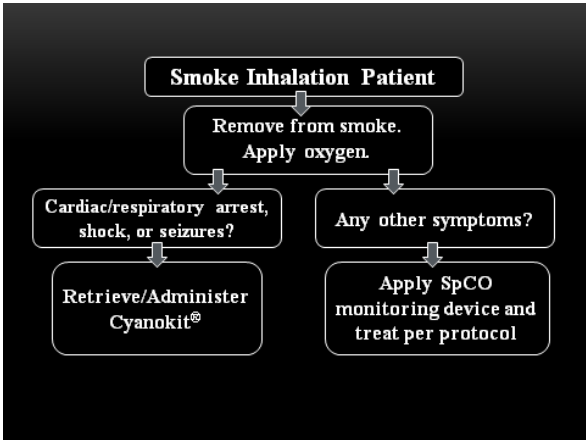 Smoke Inhalation Patient
Remove from smoke.
Apply oxygen.
Cardiac/respiratory arrest,
shock, or seizures?
Any other symptoms?
Retrieve/Administer
Cyanokit®
Apply SpCO
monitoring device and
treat per protocol